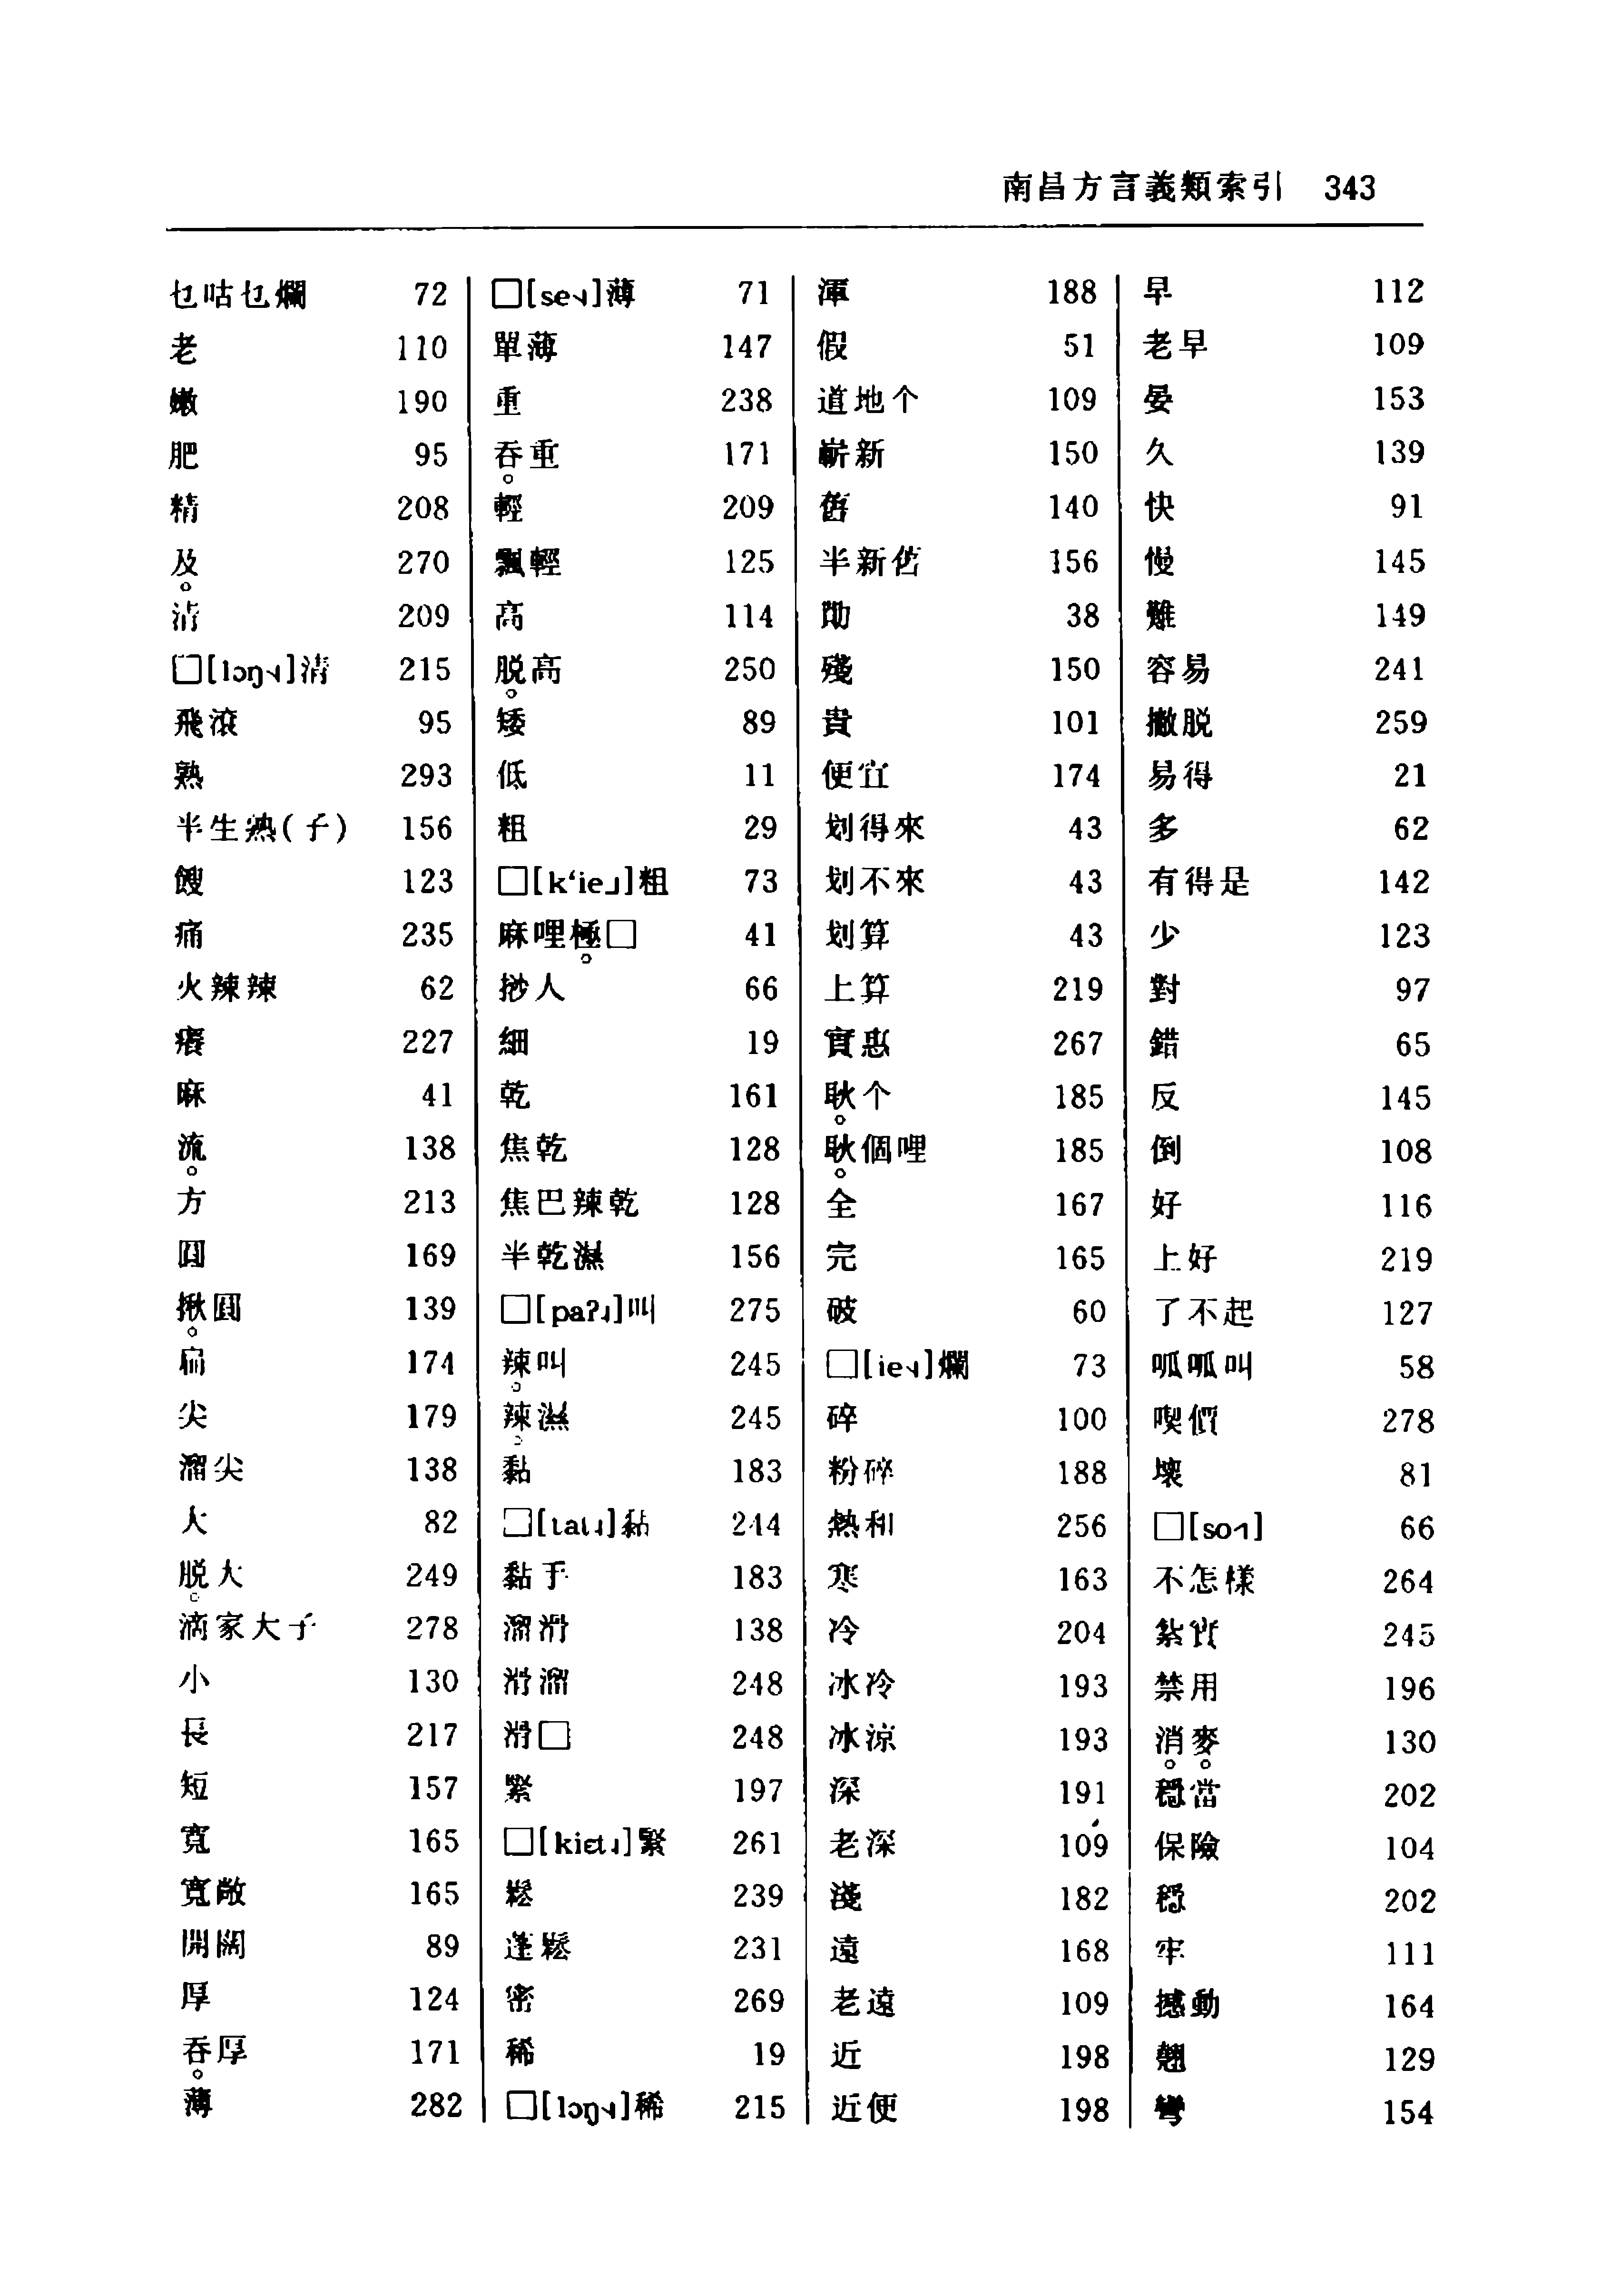 南昌方言義類索引 343
乜咕乜爛 72
老 110
嫩 190
肥 95
精 208
及 270
清 209
□[lɔŋ˧˩]清 215
飛滾 95
熟 293
半生熟(子) 156
餿 123
痛 235
火辣辣 62
癢 227
麻 41
流 138
方 213
圓 169
揪圓 139
扁 174
尖 179
溜尖 138
大 82
脱大 249
滴家大子 278
小 130
長 217
短 157
寬 165
寬敞 165
開闊 89
厚 124
吞厚 171
薄 282
□[se˧˩]薄 71
單薄 147
重 238
吞重 171
輕 209
飄輕 125
高 114
脱高 250
矮 89
低 11
粗 29
□[k‘ie˩]粗 73
麻哩極□ 41
挱人 66
細 19
乾 161
焦乾 128
焦巴辣乾 128
半乾濕 156
□[paʔ˩]叫 275
辣叫 245
辣濕 245
黏 183
□[tat˩]黏 244
黏手 183
溜滑 138
滑溜 248
滑□ 248
緊 197
□[kiɛt˩]緊 261
鬆 239
蓬鬆 231
密 269
稀 19
□[lɔŋ˧˩]稀 215
渾 188
假 51
道地个 109
嶄新 150
舊 140
半新舊 156
助 38
殘 150
貴 101
便宜 174
划得來 43
划不來 43
划算 43
上算 219
實惠 267
耿个 185
耿個哩 185
全 167
完 165
破 60
□[ie˧˩]爛 73
碎 100
粉碎 188
熱和 256
寒 163
冷 204
冰冷 193
冰涼 193
深 191
老深 109
淺 182
遠 168
老遠 109
近 198
近便 198
早 112
老早 109
晏 153
久 139
快 91
慢 145
難 149
容易 241
撇脱 259
易得 21
多 62
有得是 142
少 123
對 97
錯 65
反 145
倒 108
好 116
上好 219
了不起 127
呱呱叫 58
喫價 278
壞 81
□[so˧] 66
不怎樣 264
紮實 245
禁用 196
消麥 130
穩當 202
保險 104
穩 202
牢 111
撼動 164
翹 129
彎 154